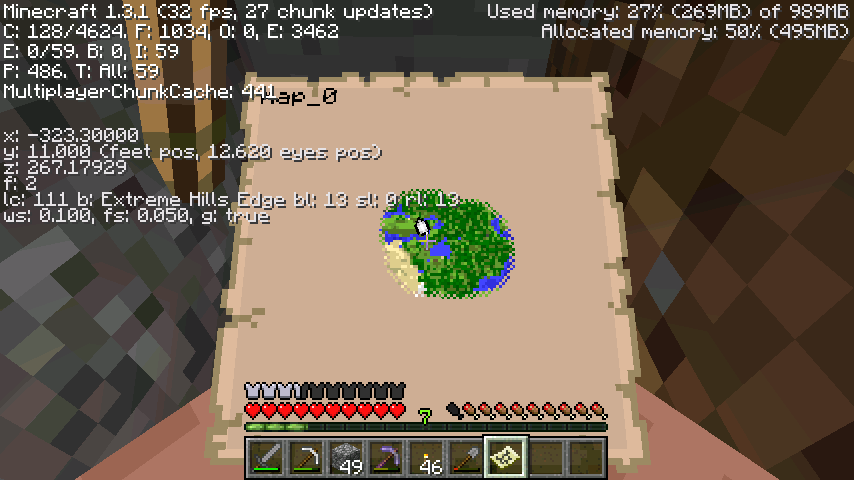 Minecraft 1.3.1 (32 fps, 27 chunk updates)
Used memory: 27% (269MB) of 989MB
C: 128/4624. F: 1034, O: 0, E: 3462
Allocated memory: 50% (495MB)
E: 0/59. B: 0, I: 59
P: 486. T: All: 59
MultiplayerChunkCache: 441
map_0
x: -323.30000
y: 11.000 (feet pos, 12.620 eyes pos)
z: 267.17929
f: 2
lc: 111 b: Extreme Hills Edge bl: 13 sl: 9 rl: 13
ws: 0.100, fs: 0.050, g: true
7
49
46